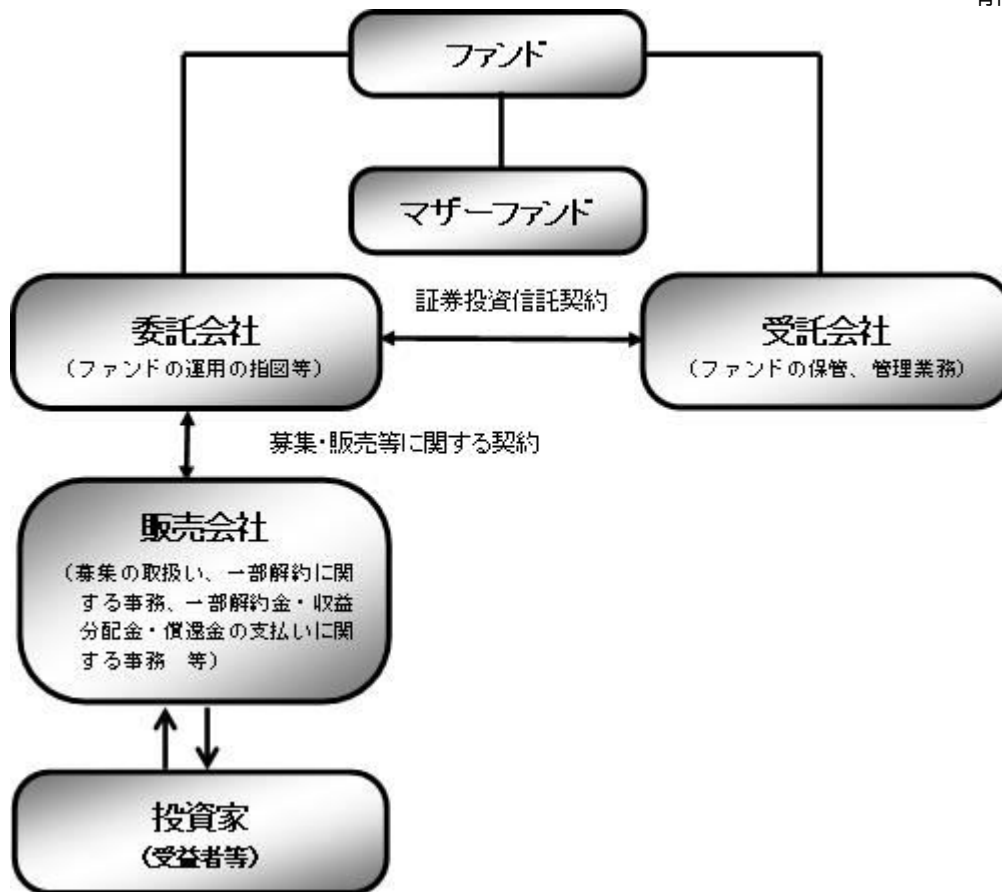 ファンド
マザーファンド
証券投資信託契約
委託会社
(ファンドの運用の指図等)
受託会社
(ファンドの保管、管理業務)
募集・販売等に関する契約
販売会社
(募集の取扱い、一部解約に関
する事務、一部解約金・収益
分配金・償還金の支払いに関
する事務　等)
投資家
(受益者等)